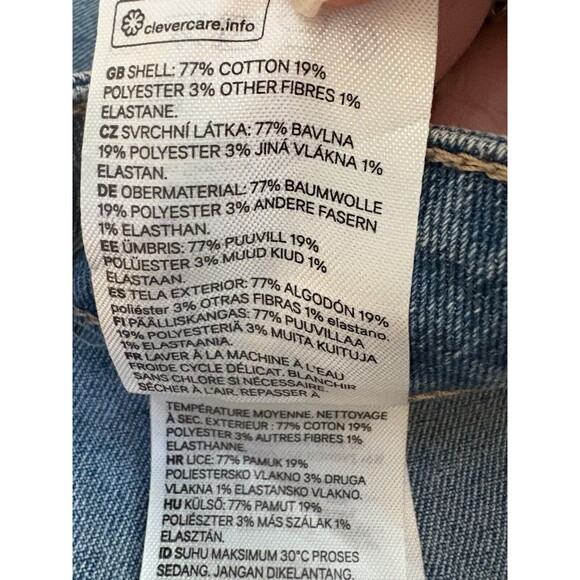 clevercare.info
GB SHELL: 77% COTTON 19%
POLYESTER 3% OTHER FIBRES 1%
ELASTANE.
CZ SVRCHNÍ LÁTKA: 77% BAVLNA
19% POLYESTER 3% JINÁ VLÁKNA 1%
ELASTAN.
DE OBERMATERIAL: 77% BAUMWOLLE
19% POLYESTER 3% ANDERE FASERN
1% ELASTHAN.
EE ÜMBRIS: 77% PUUVILL 19%
POLÜESTER 3% MUUD KIUD 1%
ELASTAAN.
ES TELA EXTERIOR: 77% ALGODÓN 19%
poliéster 3% OTRAS FIBRAS 1% elastano.
FI PÄÄLLISKANGAS: 77% PUUVILLAA
19% POLYESTERIÄ 3% MUITA KUITUJA
1% ELASTAANIA.
FR LAVER À LA MACHINE À L'EAU
FROIDE CYCLE DÉLICAT. BLANCHIR
SANS CHLORE SI NÉCESSAIRE.
SÉCHER À L'AIR. REPASSER À
TEMPÉRATURE MOYENNE. NETTOYAGE
À SEC. EXTERIEUR : 77% COTON 19%
POLYESTER 3% AUTRES FIBRES 1%
ELASTHANNE.
HR LICE: 77% PAMUK 19%
POLIESTERSKO VLAKNO 3% DRUGA
VLAKNA 1% ELASTANSKO VLAKNO.
HU KÜLSŐ: 77% PAMUT 19%
POLIÉSZTER 3% MÁS SZÁLAK 1%
ELASZTÁN.
ID SUHU MAKSIMUM 30°C PROSES
SEDANG. JANGAN DIKELANTANG.